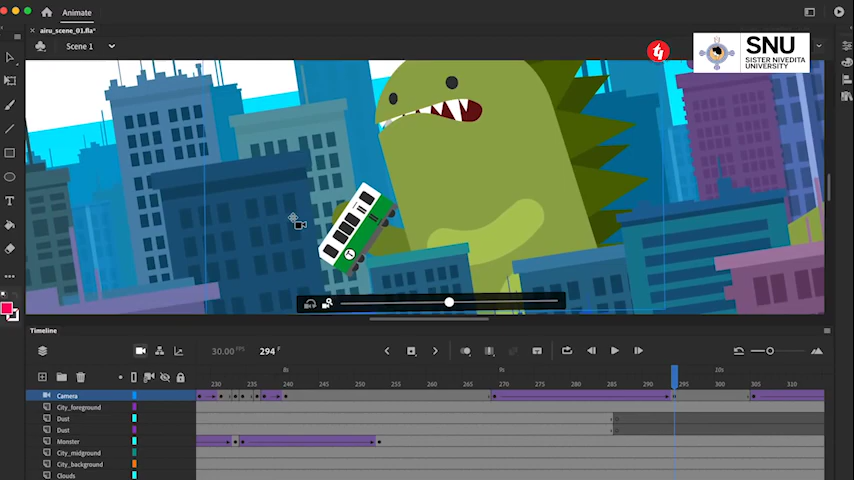 Animate
airu_scene_01.fla*
Scene 1
SNU
SISTER NIVEDITA
UNIVERSITY
T
Timeline
30.00 FPS
294 F
8s
9s
10s
230
235
240
245
250
255
260
265
270
275
280
285
290
295
300
305
310
Camera
City_foreground
Dust
Dust
Monster
City_midground
City_background
Clouds